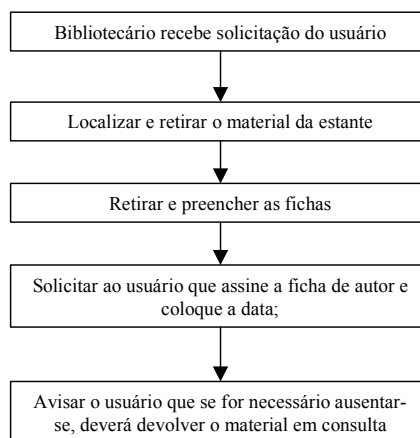 Bibliotecário recebe solicitação do usuário
Localizar e retirar o material da estante
Retirar e preencher as fichas
Solicitar ao usuário que assine a ficha de autor e
coloque a data;
Avisar o usuário que se for necessário ausentar-
se, deverá devolver o material em consulta